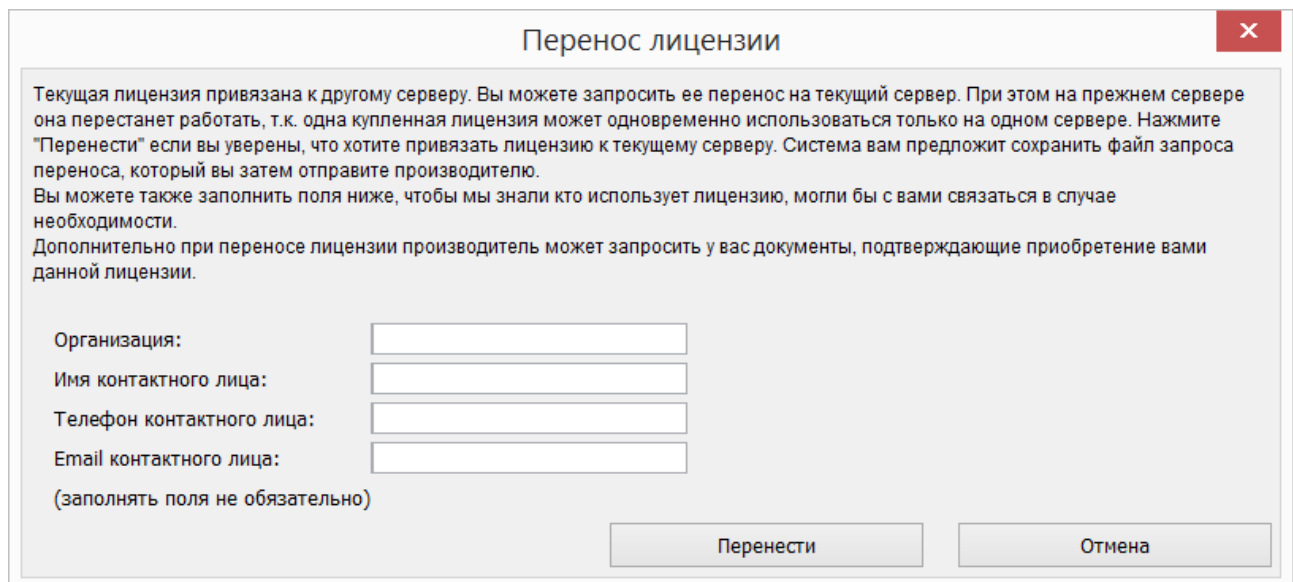 Перенос лицензии
Текущая лицензия привязана к другому серверу. Вы можете запросить ее перенос на текущий сервер. При этом на прежнем сервере
она перестанет работать, т.к. одна купленная лицензия может одновременно использоваться только на одном сервере. Нажмите
"Перенести" если вы уверены, что хотите привязать лицензию к текущему серверу. Система вам предложит сохранить файл запроса
переноса, который вы затем отправите производителю.
Вы можете также заполнить поля ниже, чтобы мы знали кто использует лицензию, могли бы с вами связаться в случае
необходимости.
Дополнительно при переносе лицензии производитель может запросить у вас документы, подтверждающие приобретение вами
данной лицензии.
Организация:
Имя контактного лица:
Телефон контактного лица:
Email контактного лица:
(заполнять поля не обязательно)
Перенести
Отмена